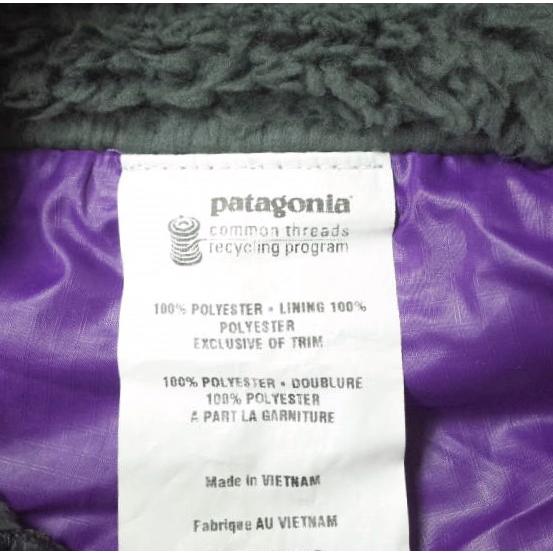 patagonia
common threads
recycling program
100% POLYESTER • LINING 100%
POLYESTER
EXCLUSIVE OF TRIM
100% POLYESTER • DOUBLURE
100% POLYESTER
À PART LA GARNITURE
Made in VIETNAM
Fabriqué AU VIETNAM